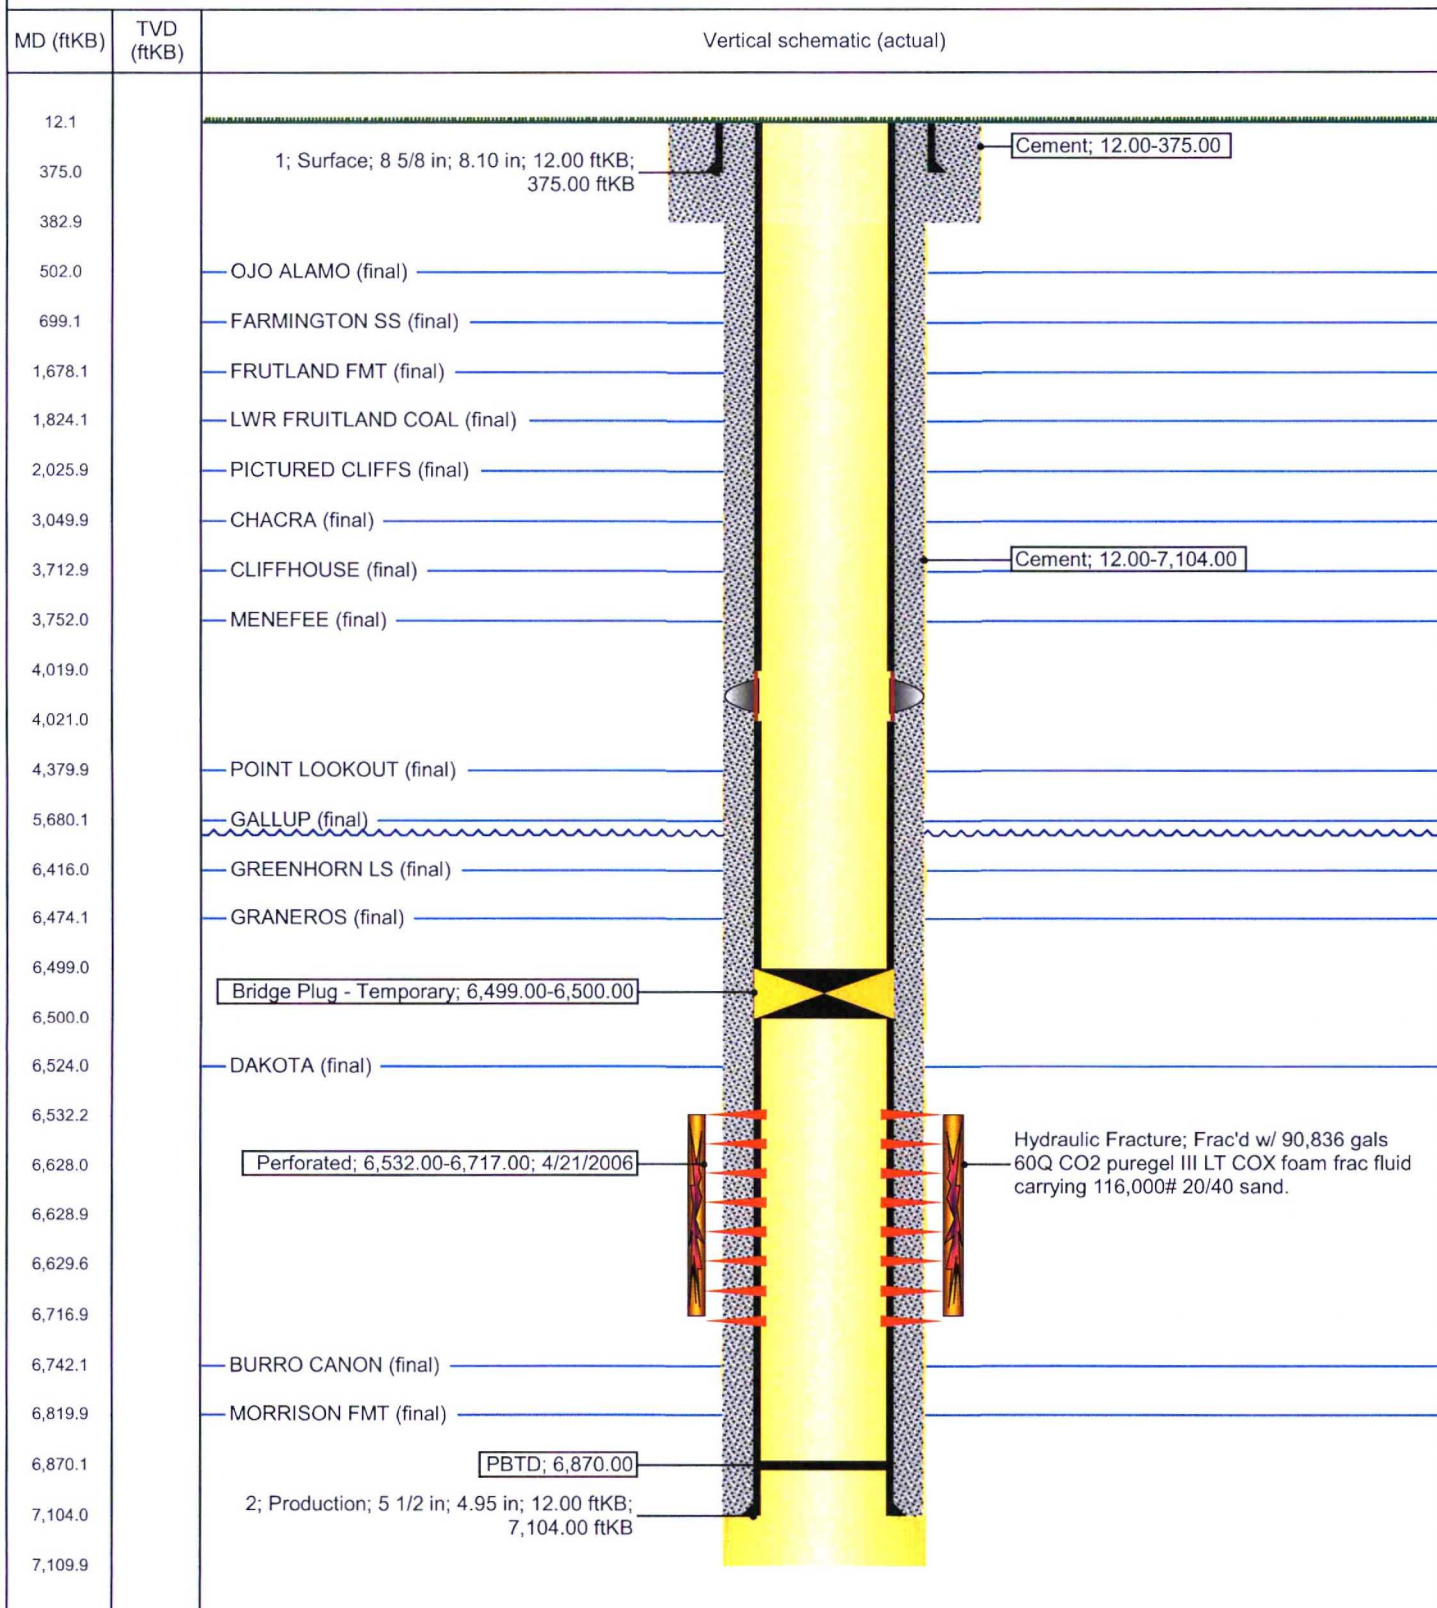 MD (ftKB)
TVD
(ftKB)
Vertical schematic (actual)
12.1
1; Surface; 8 5/8 in; 8.10 in; 12.00 ftKB;
375.00 ftKB
Cement; 12.00-375.00
375.0
382.9
502.0
OJO ALAMO (final)
699.1
FARMINGTON SS (final)
1,678.1
FRUTLAND FMT (final)
1,824.1
LWR FRUITLAND COAL (final)
2,025.9
PICTURED CLIFFS (final)
3,049.9
CHACRA (final)
Cement; 12.00-7,104.00
3,712.9
CLIFFHOUSE (final)
3,752.0
MENEFEE (final)
4,019.0
4,021.0
4,379.9
POINT LOOKOUT (final)
5,680.1
GALLUP (final)
6,416.0
GREENHORN LS (final)
6,474.1
GRANEROS (final)
6,499.0
Bridge Plug - Temporary; 6,499.00-6,500.00
6,500.0
6,524.0
DAKOTA (final)
6,532.2
Perforated; 6,532.00-6,717.00; 4/21/2006
Hydraulic Fracture; Frac'd w/ 90,836 gals
60Q CO2 puregel III LT COX foam frac fluid
carrying 116,000# 20/40 sand.
6,628.0
6,628.9
6,629.6
6,716.9
6,742.1
BURRO CANON (final)
6,819.9
MORRISON FMT (final)
6,870.1
PBTD; 6,870.00
2; Production; 5 1/2 in; 4.95 in; 12.00 ftKB;
7,104.00 ftKB
7,104.0
7,109.9